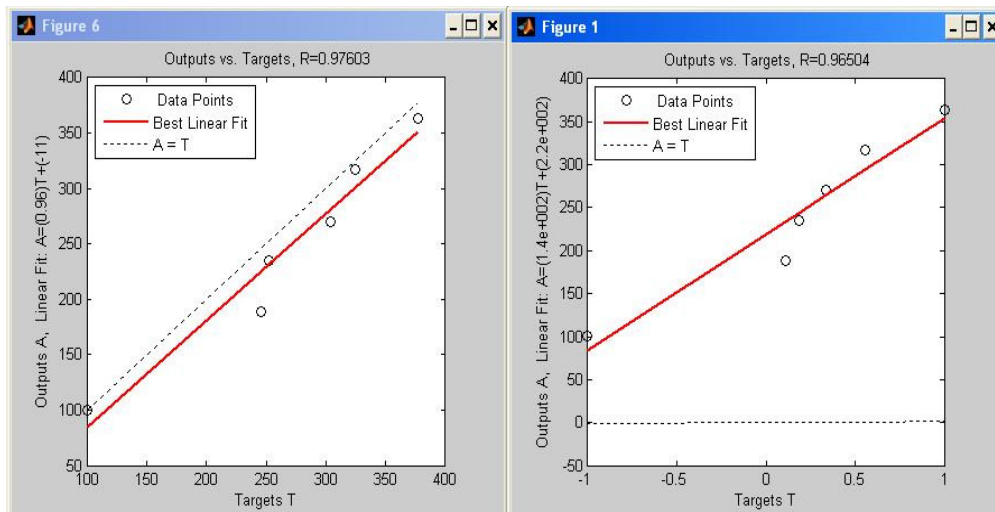 Figure 6
Outputs vs. Targets, R=0.97603
400
350
300
250
200
150
100
50
Outputs A, Linear Fit: A=(0.96)T+(-11)
Data Points
Best Linear Fit
A = T
100
150
200
250
300
350
400
Targets T
Figure 1
Outputs vs. Targets, R=0.96504
400
350
300
250
200
150
100
50
0
-50
Outputs A, Linear Fit: A=(1.4e+002)T+(2.2e+002)
Data Points
Best Linear Fit
A = T
-1
-0.5
0
0.5
1
Targets T